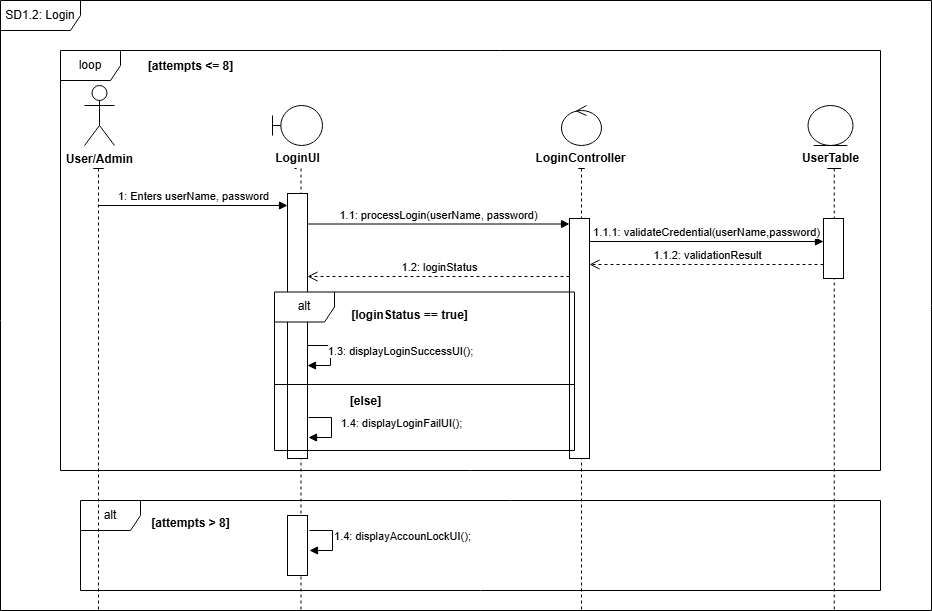 SD1.2: Login
loop
[attempts <= 8]
User/Admin
LoginUI
LoginController
UserTable
1: Enters userName, password
1.1: processLogin(userName, password)
1.1.1: validateCredential(userName,password)
1.1.2: validationResult
1.2: loginStatus
alt
[loginStatus == true]
1.3: displayLoginSuccessUI();
[else]
1.4: displayLoginFailUI();
alt
[attempts > 8]
1.4: displayAccounLockUI();